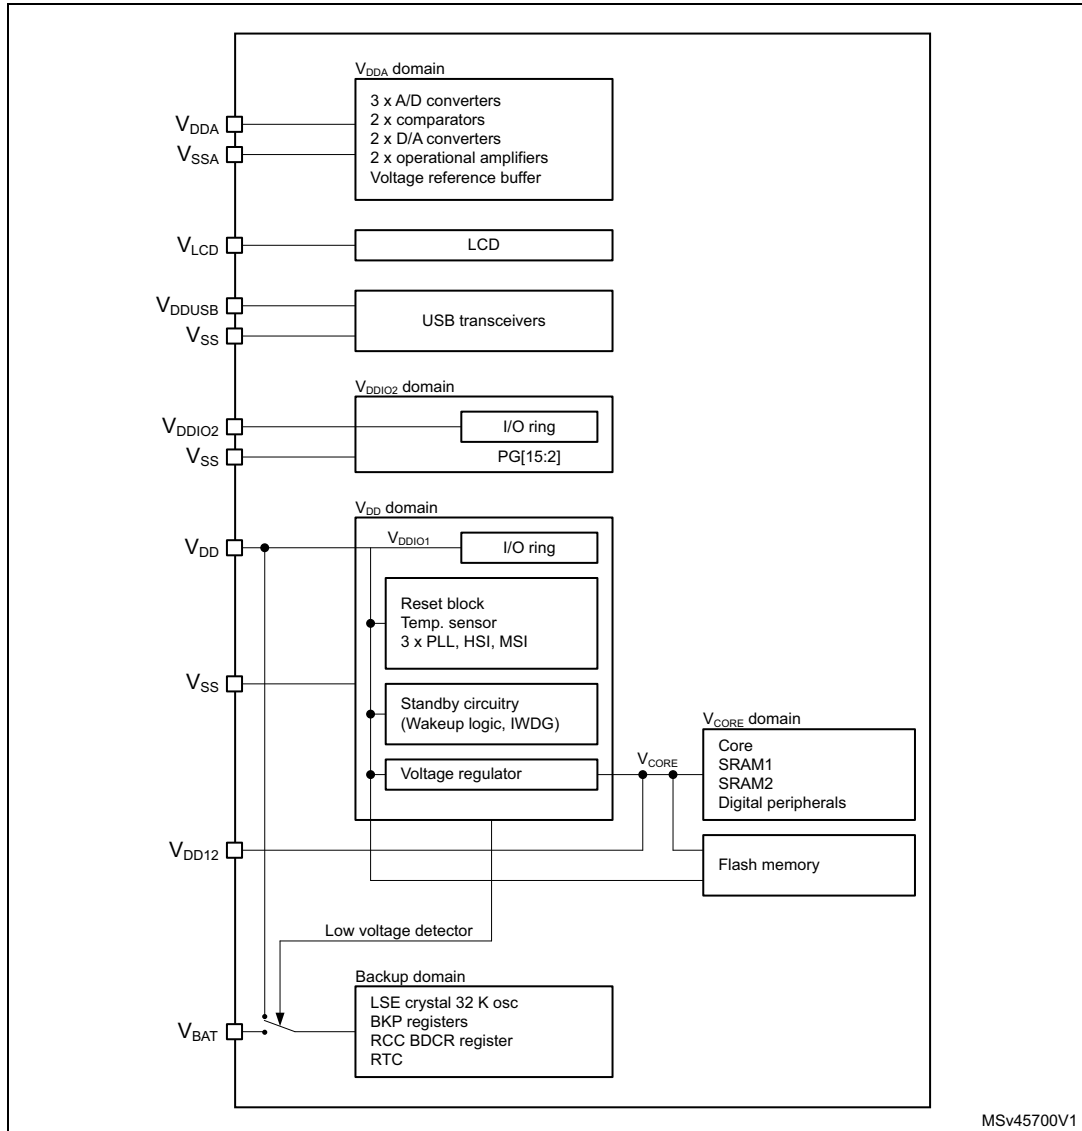 VDDA domain
3 x A/D converters
2 x comparators
2 x D/A converters
2 x operational amplifiers
Voltage reference buffer
VDDA
VSSA
VLCD
LCD
VDDUSB
VSS
USB transceivers
VDDIO2 domain
VDDIO2
I/O ring
VSS
PG[15:2]
VDD domain
VDD
VDDIO1
I/O ring
Reset block
Temp. sensor
3 x PLL, HSI, MSI
VSS
Standby circuitry
(Wakeup logic, IWDG)
Voltage regulator
VCORE
VCORE domain
Core
SRAM1
SRAM2
Digital peripherals
VDD12
Flash memory
Low voltage detector
Backup domain
LSE crystal 32 K osc
BKP registers
RCC BDCR register
RTC
VBAT
MSv45700V1